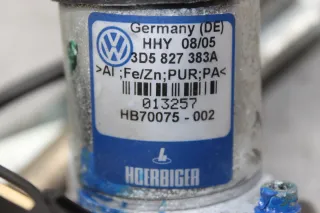 Germany (DE)
HHY 08/05
3D5 827 383A
>Al ;Fe/Zn;PUR;PA<
013257
HB70075 - 002
HOERBIGER